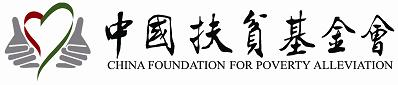 中國扶貧基金會
CHINA FOUNDATION FOR POVERTY ALLEVIATION